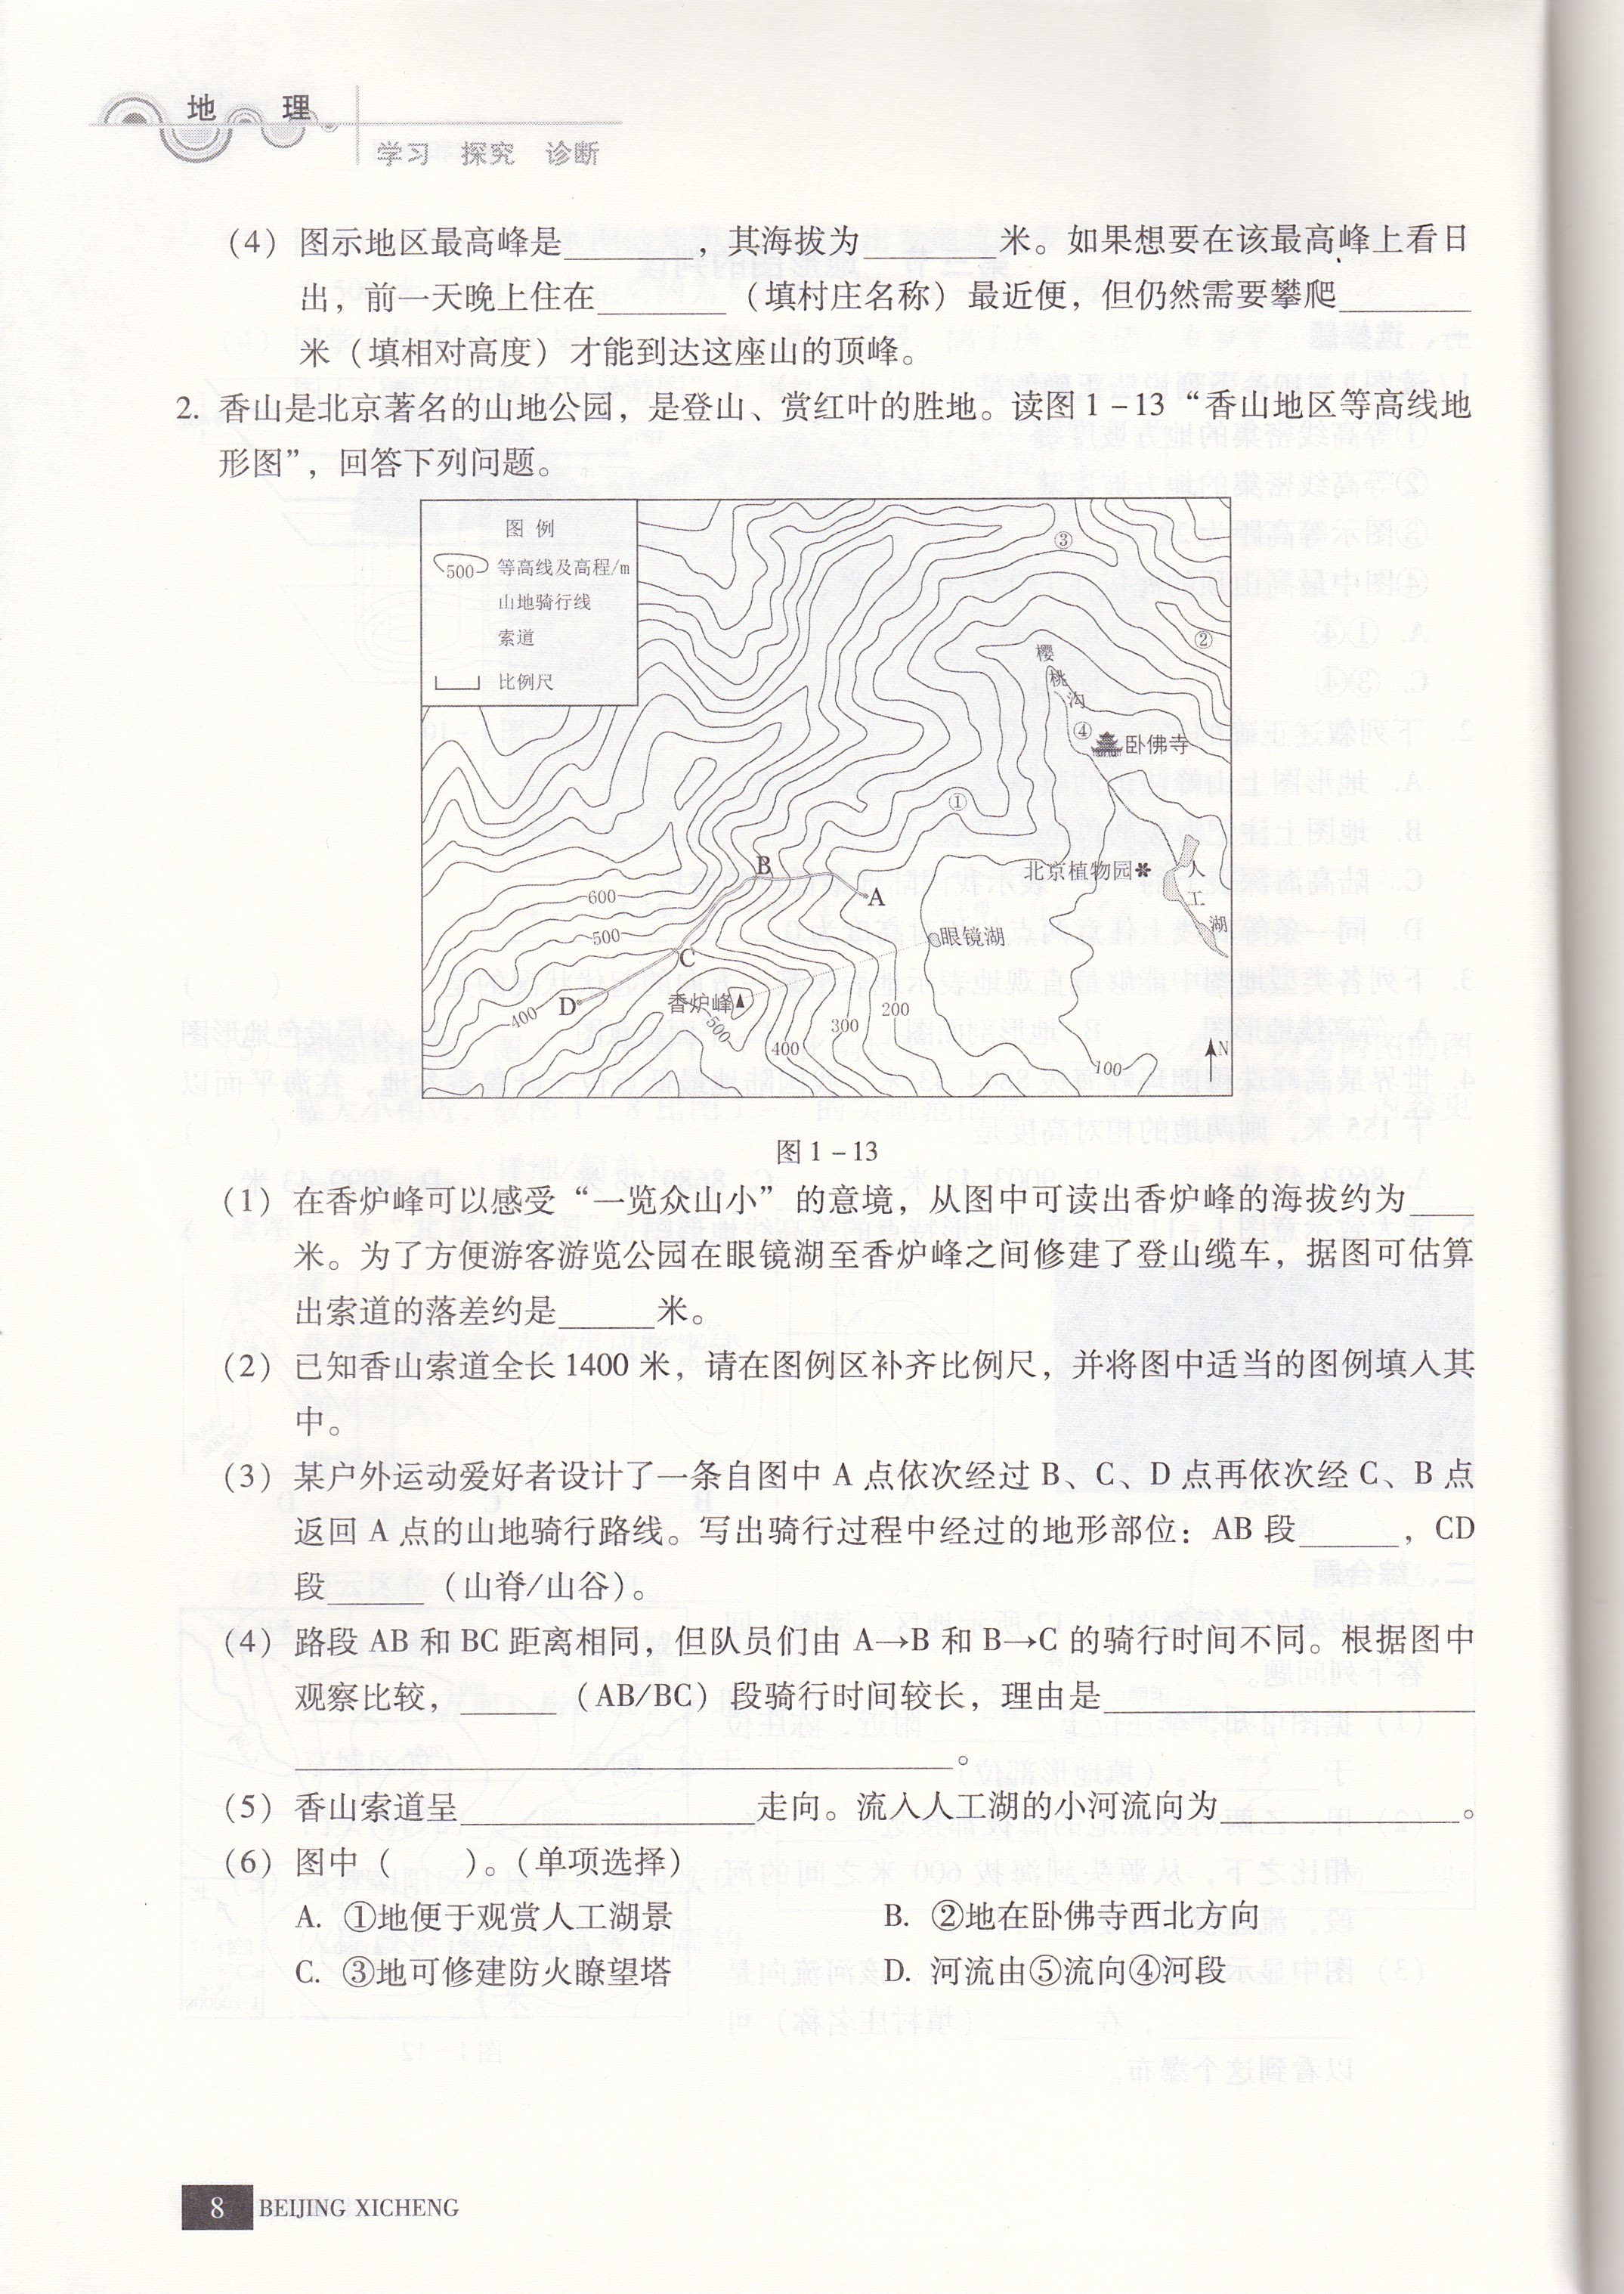 地 理
学习 探究 诊断
(4) 图示地区最高峰是________，其海拔为________米。如果想要在该最高峰上看日
出，前一天晚上住在________（填村庄名称）最近便，但仍然需要攀爬________
米（填相对高度）才能到达这座山的顶峰。
2. 香山是北京著名的山地公园，是登山、赏红叶的胜地。读图1－13“香山地区等高线地
形图”，回答下列问题。
图 例
500 等高线及高程/m
山地骑行线
索道
比例尺
③
②
樱
桃
沟
④
卧佛寺
①
B
北京植物园
人
工
湖
600
A
500
眼镜湖
C
D
香炉峰
400
500
200
300
400
100
N
图1－13
(1) 在香炉峰可以感受“一览众山小”的意境，从图中可读出香炉峰的海拔约为____
米。为了方便游客游览公园在眼镜湖至香炉峰之间修建了登山缆车，据图可估算
出索道的落差约是______米。
(2) 已知香山索道全长1400米，请在图例区补齐比例尺，并将图中适当的图例填入其
中。
(3) 某户外运动爱好者设计了一条自图中A点依次经过B、C、D点再依次经C、B点
返回A点的山地骑行路线。写出骑行过程中经过的地形部位：AB段______，CD
段______（山脊/山谷）。
(4) 路段AB和BC距离相同，但队员们由A→B和B→C的骑行时间不同。根据图中
观察比较，______（AB/BC）段骑行时间较长，理由是______________________
________________________________________。
(5) 香山索道呈__________________走向。流入人工湖的小河流向为______________。
(6) 图中（　　）。（单项选择）
A. ①地便于观赏人工湖景 B. ②地在卧佛寺西北方向
C. ③地可修建防火瞭望塔 D. 河流由⑤流向④河段
8 BEIJING XICHENG